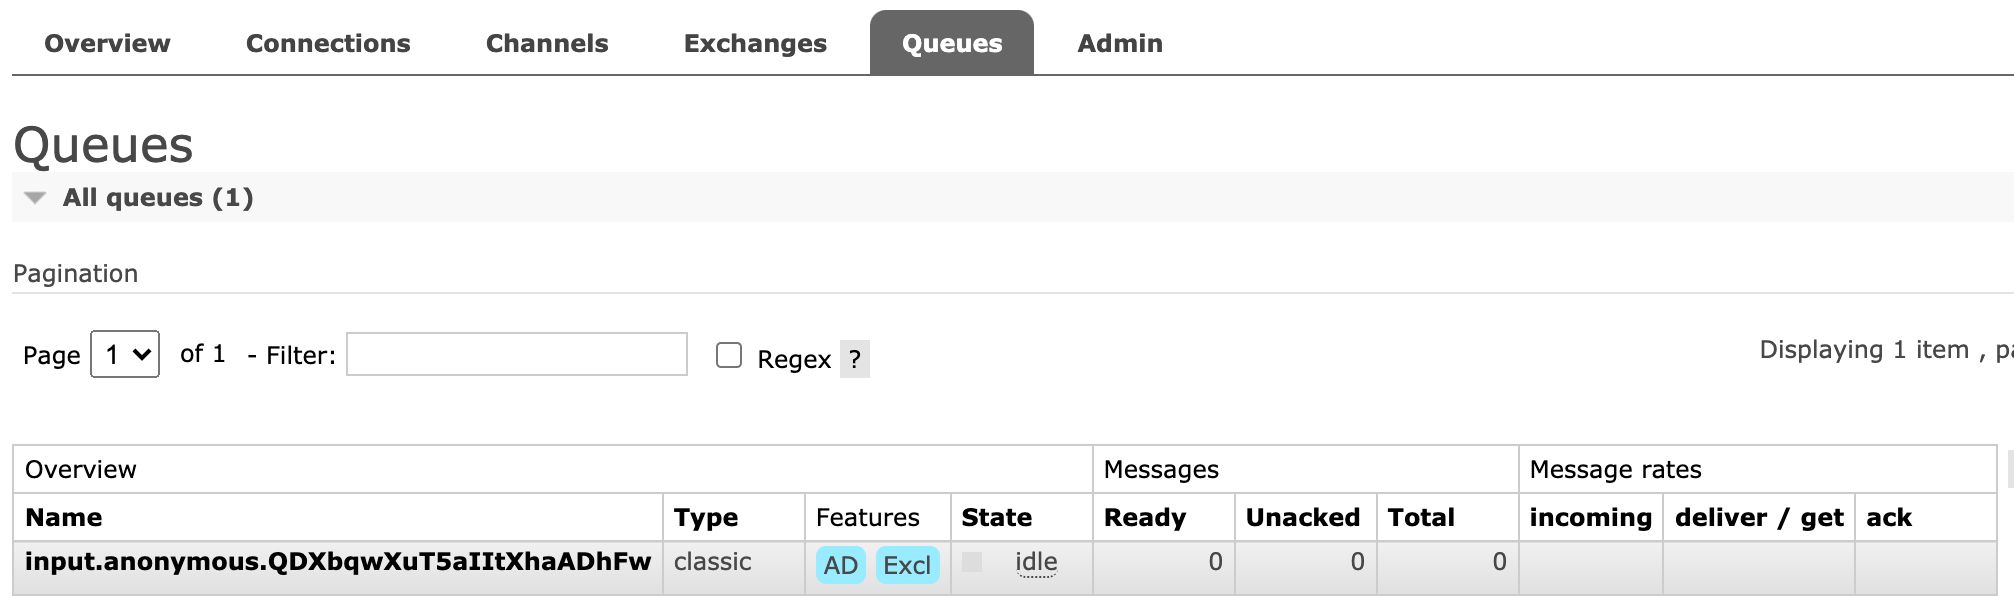 Overview Connections Channels Exchanges Queues Admin
Queues
All queues (1)
Pagination
Page 1 of 1 - Filter: Regex ? Displaying 1 item , pa
Overview Messages Message rates
Name Type Features State Ready Unacked Total incoming deliver / get ack
input.anonymous.QDXbqwXuT5aIItXhaADhFw classic AD Excl idle 0 0 0